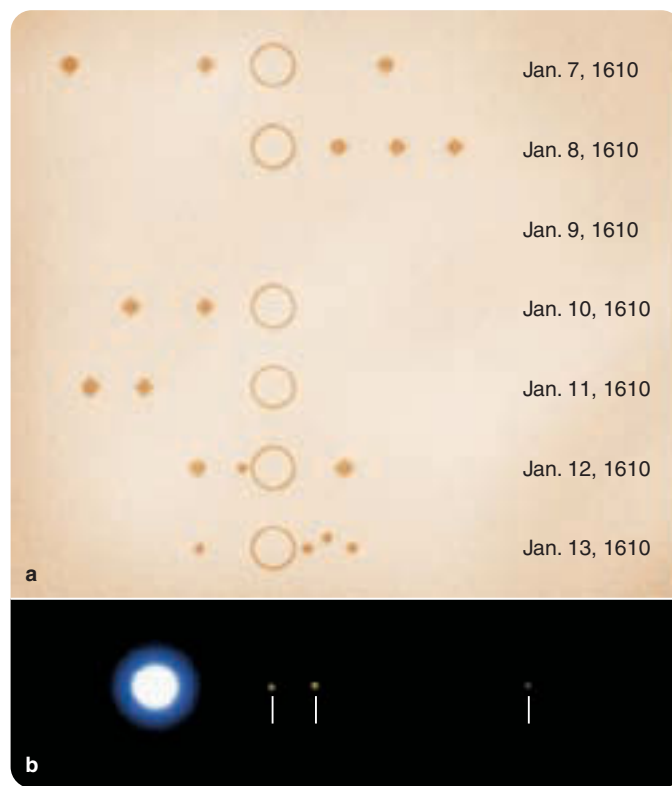 Jan. 7, 1610
Jan. 8, 1610
Jan. 9, 1610
Jan. 10, 1610
Jan. 11, 1610
Jan. 12, 1610
Jan. 13, 1610
a
b